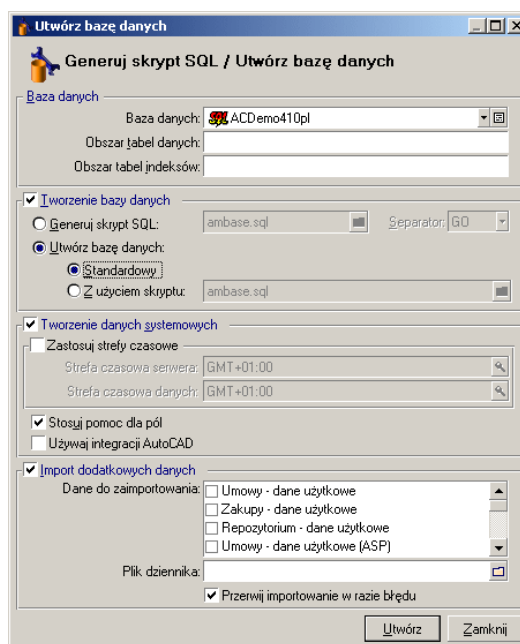 Utwórz bazę danych
Generuj skrypt SQL / Utwórz bazę danych
Baza danych
Baza danych: SQL ACDemo410pl
Obszar tabel danych:
Obszar tabel indeksów:
Tworzenie bazy danych
Generuj skrypt SQL: ambase.sql Separator: GO
Utwórz bazę danych:
Standardowy
Z użyciem skryptu: ambase.sql
Tworzenie danych systemowych
Zastosuj strefy czasowe
Strefa czasowa serwera: GMT+01:00
Strefa czasowa danych: GMT+01:00
Stosuj pomoc dla pól
Używaj integracji AutoCAD
Import dodatkowych danych
Dane do zaimportowania: Umowy - dane użytkowe
Zakupy - dane użytkowe
Repozytorium - dane użytkowe
Umowy - dane użytkowe (ASP)
Plik dziennika:
Przerwij importowanie w razie błędu
Utwórz Zamknij